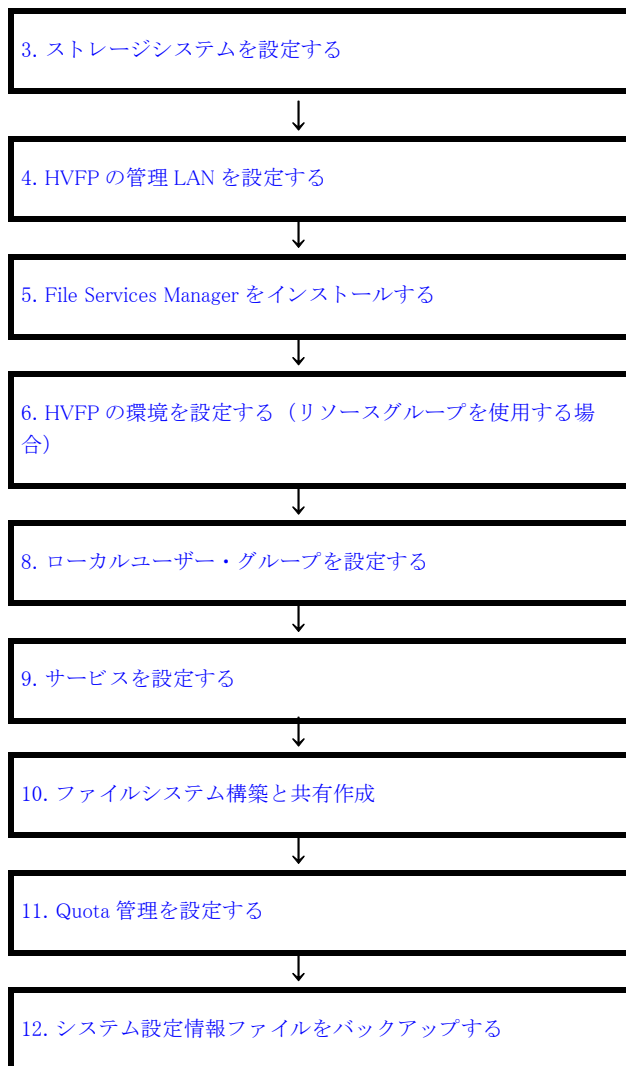 3. ストレージシステムを設定する
↓
4. HVFP の管理 LAN を設定する
↓
5. File Services Manager をインストールする
↓
6. HVFP の環境を設定する（リソースグループを使用する場
合）
↓
8. ローカルユーザー・グループを設定する
↓
9. サービスを設定する
↓
10. ファイルシステム構築と共有作成
↓
11. Quota 管理を設定する
↓
12. システム設定情報ファイルをバックアップする